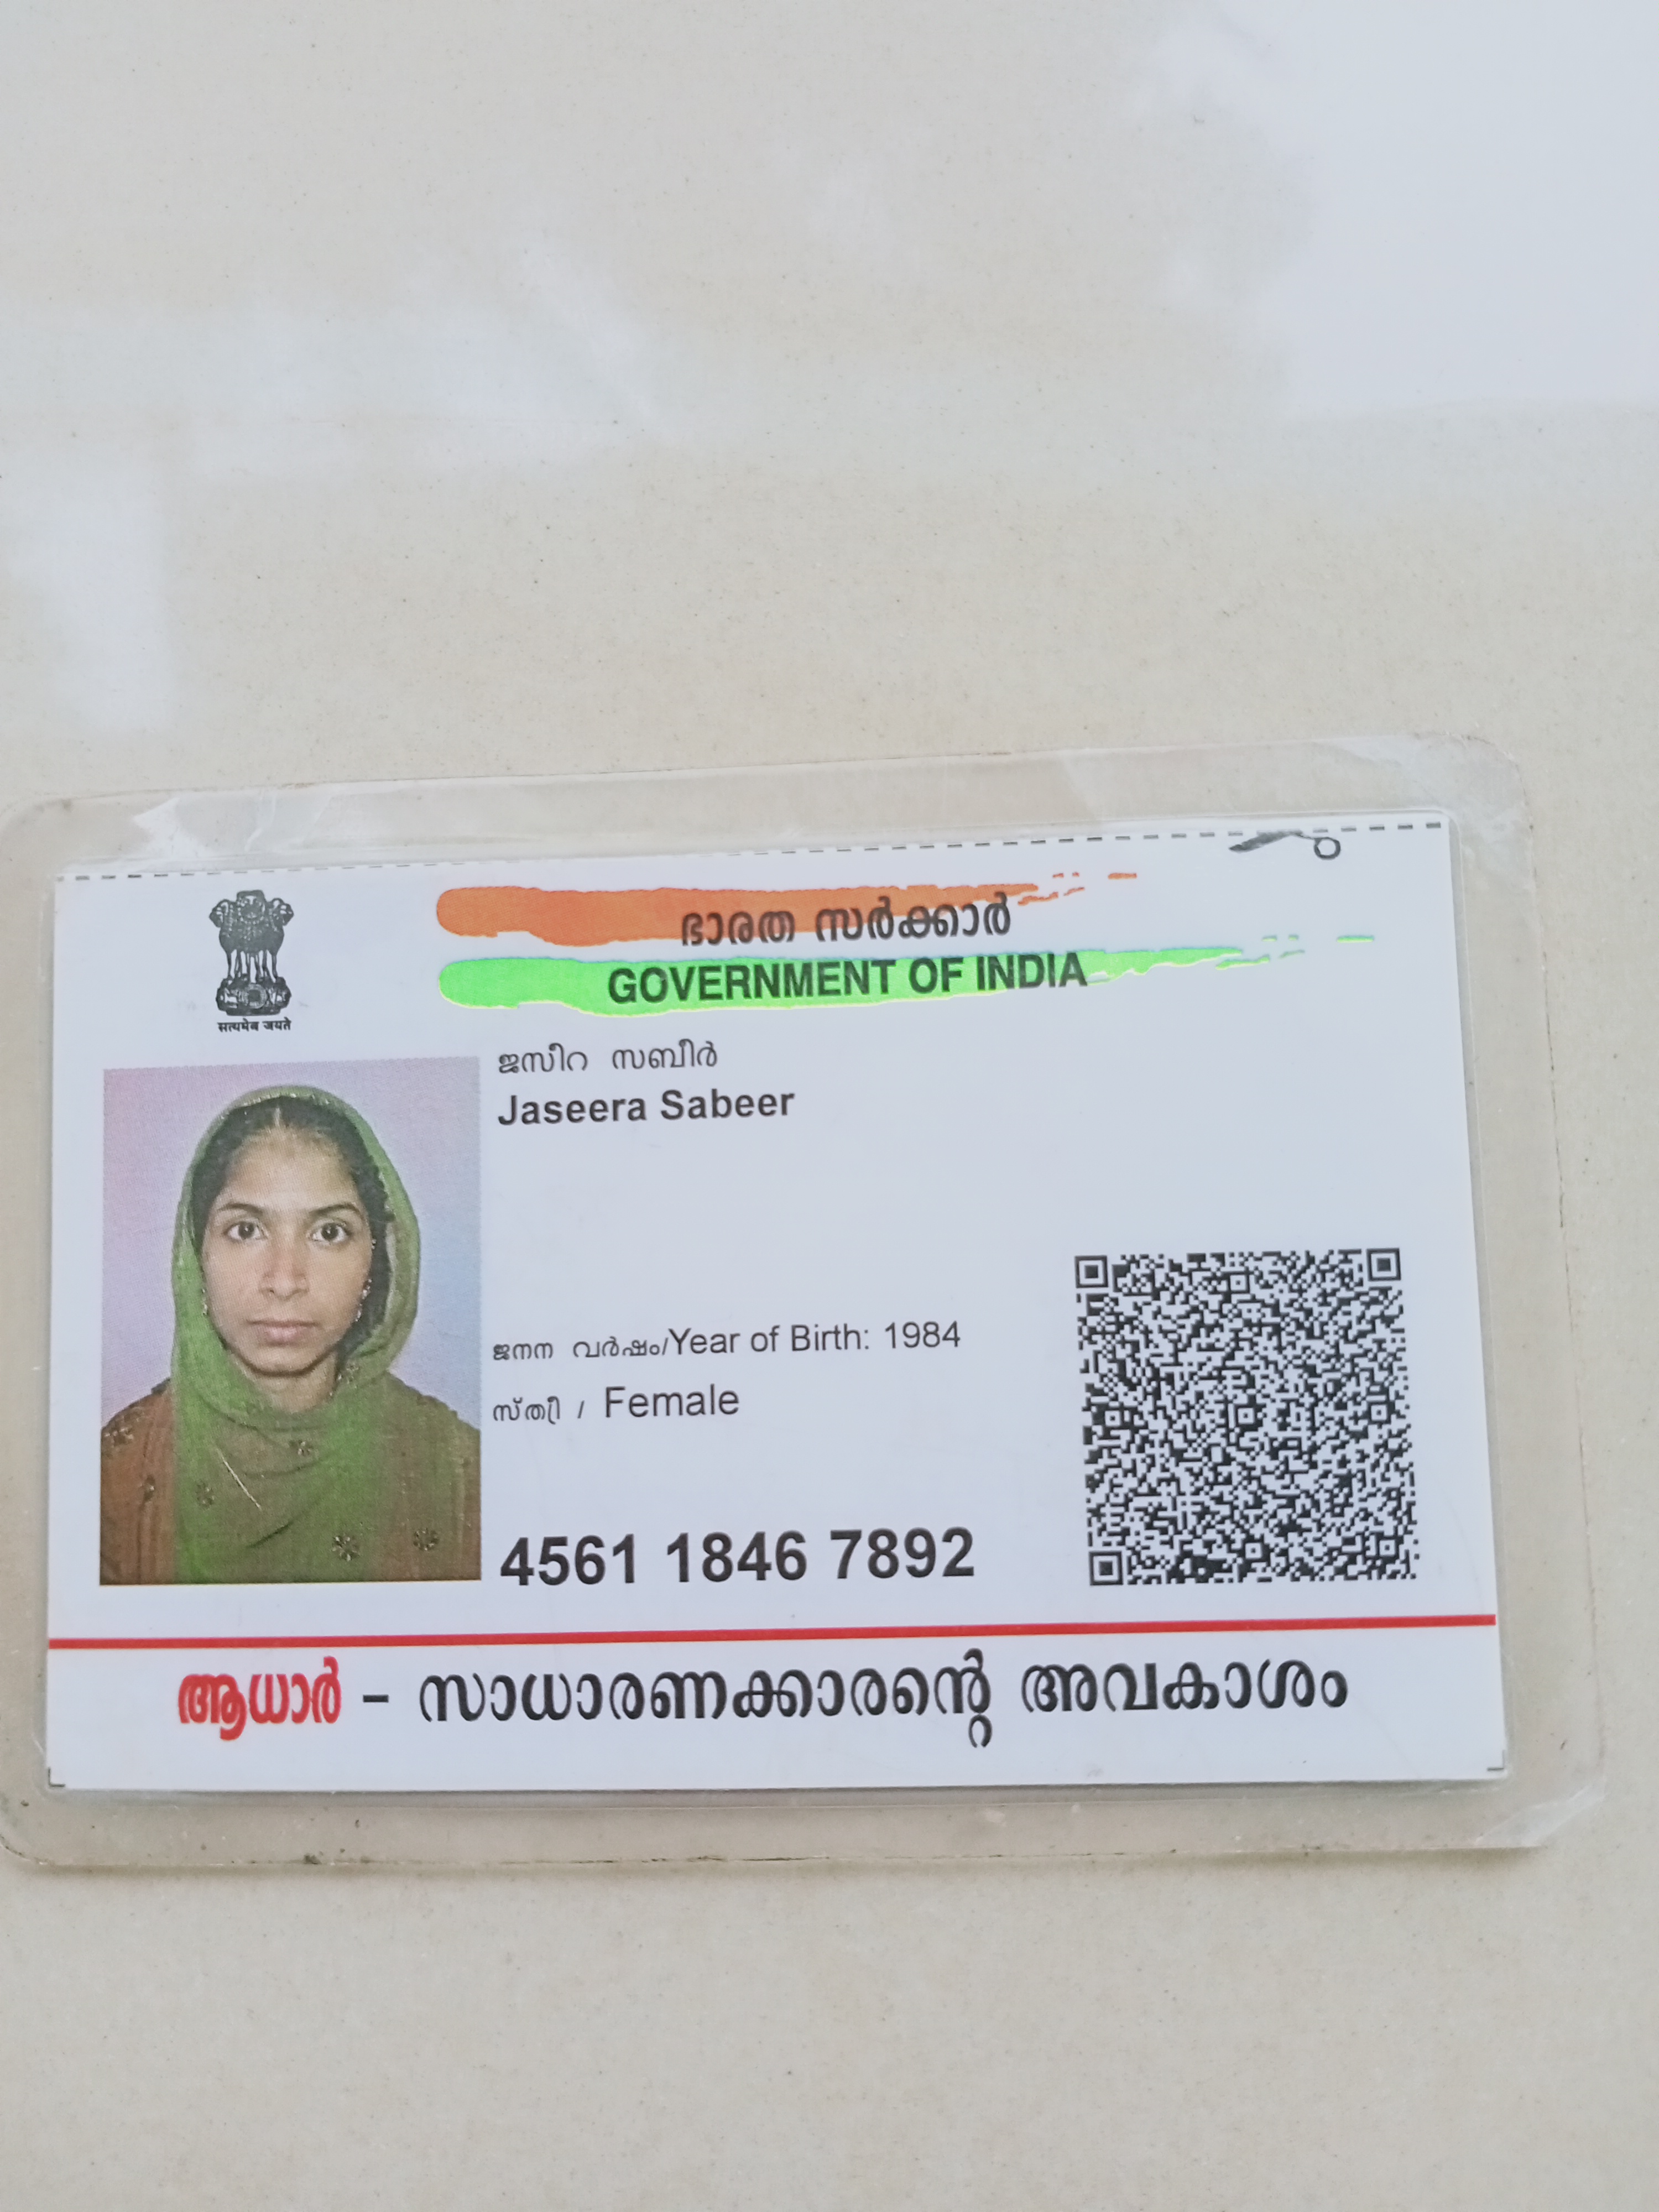 ഭാരത സർക്കാർ
GOVERNMENT OF INDIA
सत्यमेव जयते
ജസീറ സബീർ
Jaseera Sabeer
ജനന വർഷം/Year of Birth: 1984
സ്ത്രീ / Female
4561 1846 7892
ആധാർ - സാധാരണക്കാരന്റെ അവകാശം